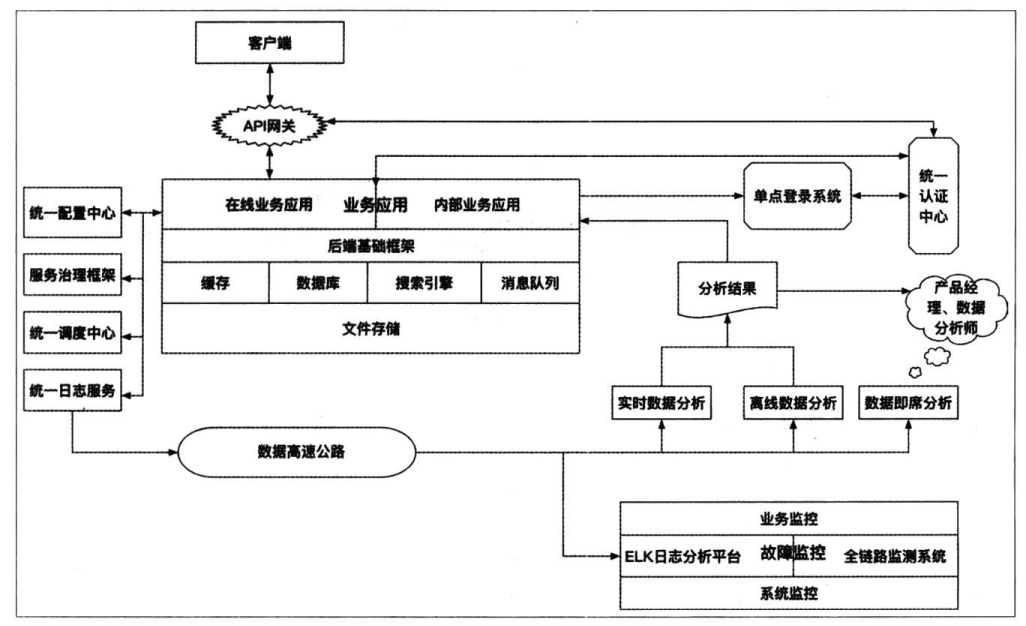 客户端
API网关
统一
认证
中心
单点登录系统
统一配置中心
在线业务应用 业务应用 内部业务应用
后端基础框架
服务治理框架
缓存 数据库 搜索引擎 消息队列
分析结果
产品经
理、数据
分析师
统一调度中心
文件存储
统一日志服务
实时数据分析 离线数据分析 数据即席分析
数据高速公路
业务监控
ELK日志分析平台 故障监控 全链路监测系统
系统监控